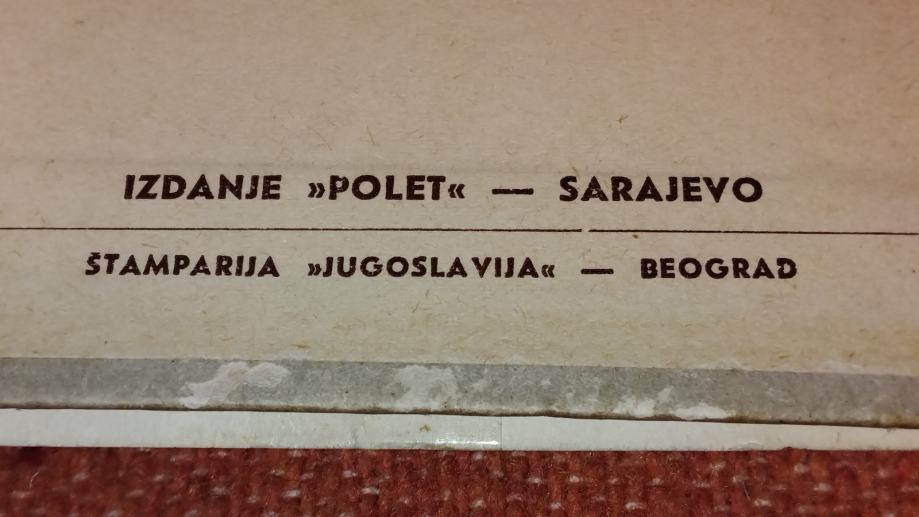 IZDANJE »POLET« — SARAJEVO
ŠTAMPARIJA »JUGOSLAVIJA« — BEOGRAD